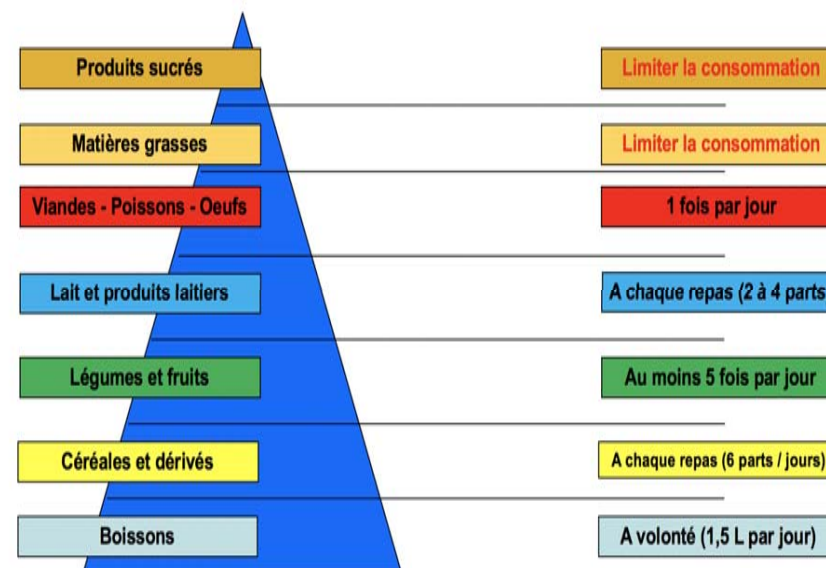 Produits sucrés Limiter la consommation
Matières grasses Limiter la consommation
Viandes - Poissons - Oeufs 1 fois par jour
Lait et produits laitiers A chaque repas (2 à 4 parts
Légumes et fruits Au moins 5 fois par jour
Céréales et dérivés A chaque repas (6 parts / jours)
Boissons A volonté (1,5 L par jour)